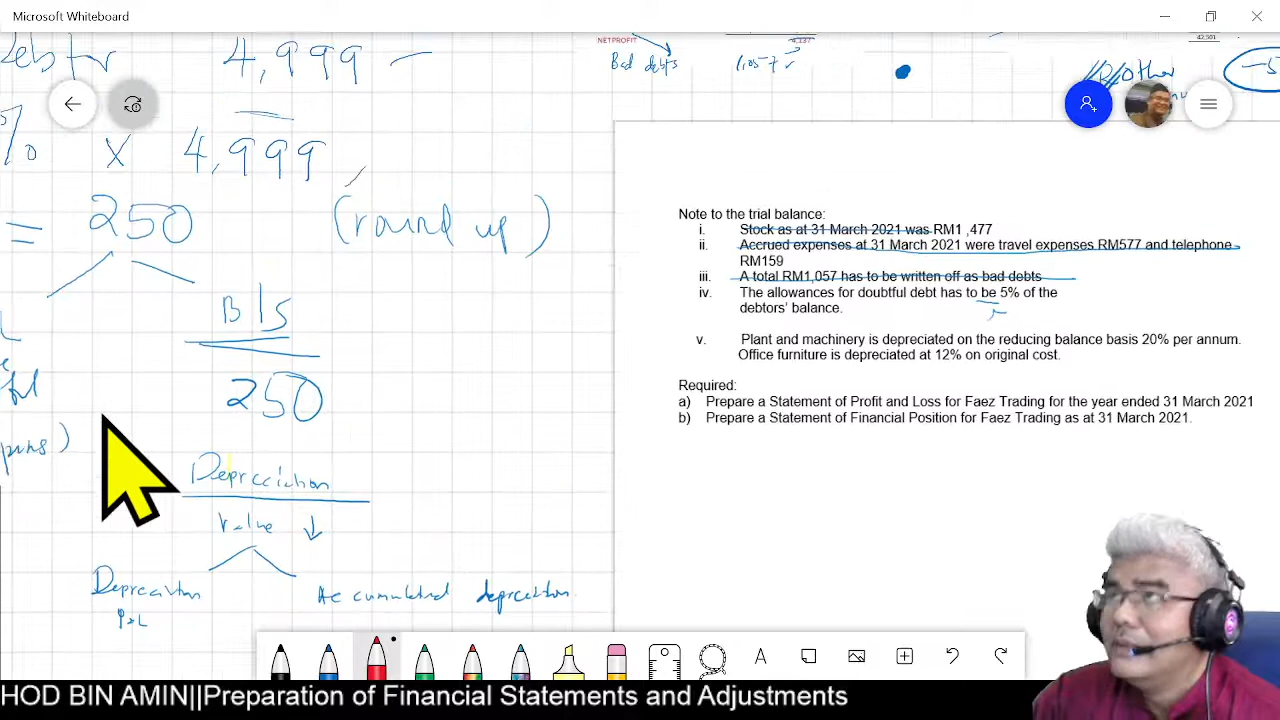 Microsoft Whiteboard
4,999
NETPROFIT
Bad debts
1,057
Other
42,501
% X 4,999
= 250 (round up)
B/S
250
Depreciation
Value ↓
Depreciation
P&L
Accumulated depreciation
Note to the trial balance:
i. Stock as at 31 March 2021 was RM1 ,477
ii. Accrued expenses at 31 March 2021 were travel expenses RM577 and telephone
RM159
iii. A total RM1,057 has to be written off as bad debts
iv. The allowances for doubtful debt has to be 5% of the
debtors' balance.
v. Plant and machinery is depreciated on the reducing balance basis 20% per annum.
Office furniture is depreciated at 12% on original cost.
Required:
a) Prepare a Statement of Profit and Loss for Faez Trading for the year ended 31 March 2021
b) Prepare a Statement of Financial Position for Faez Trading as at 31 March 2021.
HOD BIN AMIN||Preparation of Financial Statements and Adjustments